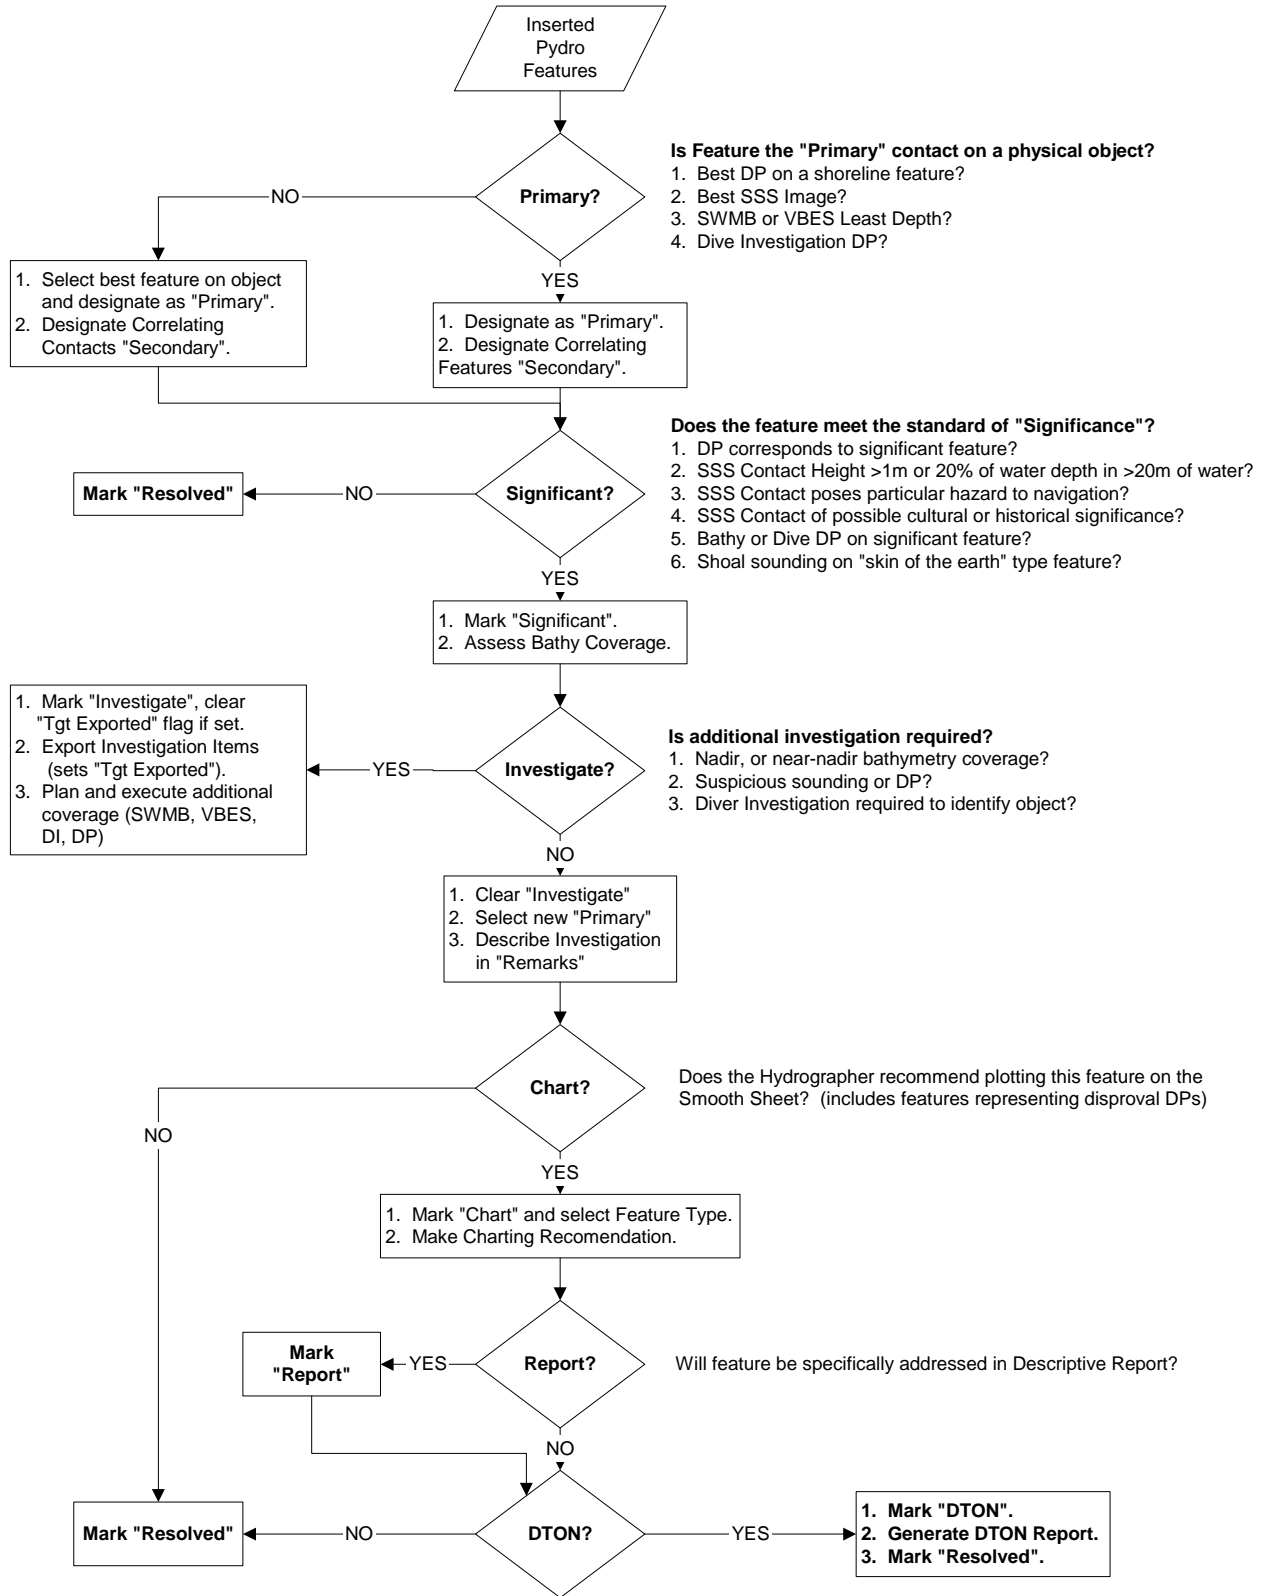 Inserted
Pydro
Features
Primary?
Is Feature the "Primary" contact on a physical object?
1. Best DP on a shoreline feature?
2. Best SSS Image?
3. SWMB or VBES Least Depth?
4. Dive Investigation DP?
NO
YES
1. Select best feature on object
and designate as "Primary".
2. Designate Correlating
Contacts "Secondary".
1. Designate as "Primary".
2. Designate Correlating
Features "Secondary".
Significant?
Does the feature meet the standard of "Significance"?
1. DP corresponds to significant feature?
2. SSS Contact Height >1m or 20% of water depth in >20m of water?
3. SSS Contact poses particular hazard to navigation?
4. SSS Contact of possible cultural or historical significance?
5. Bathy or Dive DP on significant feature?
6. Shoal sounding on "skin of the earth" type feature?
NO
Mark "Resolved"
YES
1. Mark "Significant".
2. Assess Bathy Coverage.
Investigate?
Is additional investigation required?
1. Nadir, or near-nadir bathymetry coverage?
2. Suspicious sounding or DP?
3. Diver Investigation required to identify object?
YES
1. Mark "Investigate", clear
"Tgt Exported" flag if set.
2. Export Investigation Items
(sets "Tgt Exported").
3. Plan and execute additional
coverage (SWMB, VBES,
DI, DP)
NO
1. Clear "Investigate"
2. Select new "Primary"
3. Describe Investigation
in "Remarks"
Chart?
Does the Hydrographer recommend plotting this feature on the
Smooth Sheet? (includes features representing disproval DPs)
NO
YES
1. Mark "Chart" and select Feature Type.
2. Make Charting Recomendation.
Report?
Will feature be specifically addressed in Descriptive Report?
YES
Mark
"Report"
NO
DTON?
NO
Mark "Resolved"
YES
1. Mark "DTON".
2. Generate DTON Report.
3. Mark "Resolved".